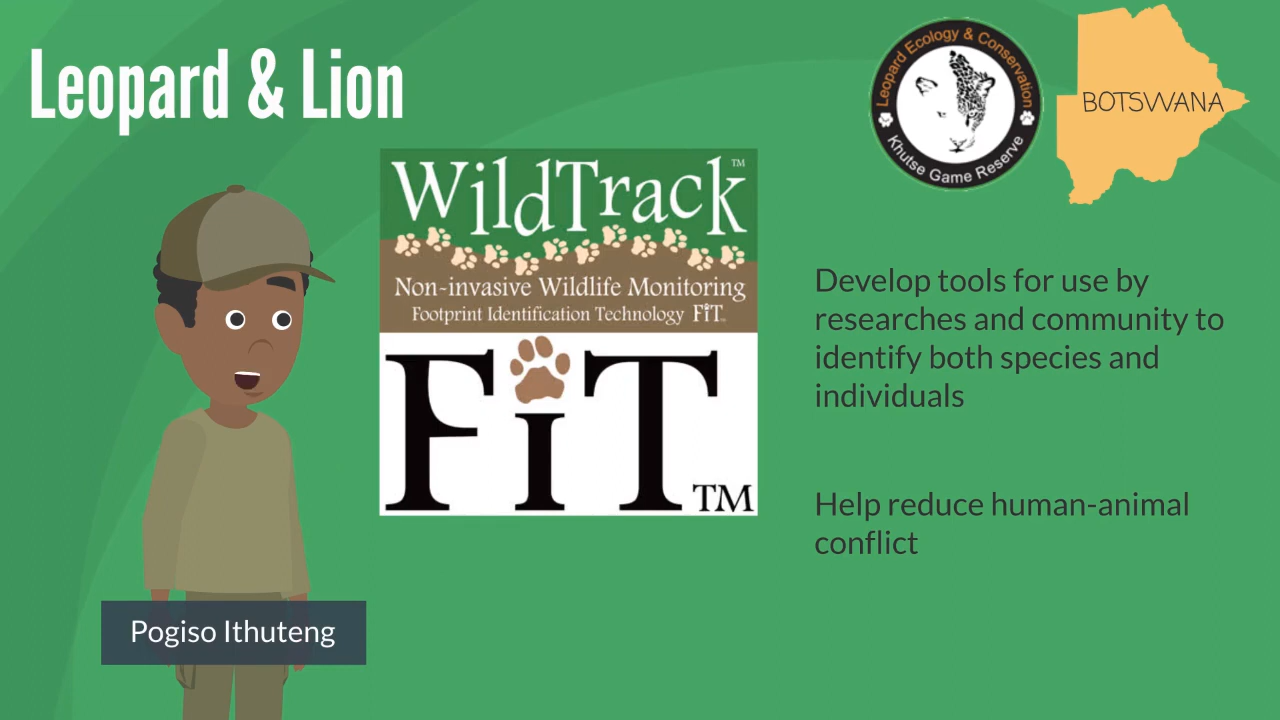 Leopard & Lion
Leopard Ecology & Conservation
Khutse Game Reserve
BOTSWANA
WildTrack™
Non-invasive Wildlife Monitoring
Footprint Identification Technology FiT™
FiT™
Develop tools for use by
researches and community to
identify both species and
individuals
Help reduce human-animal
conflict
Pogiso Ithuteng